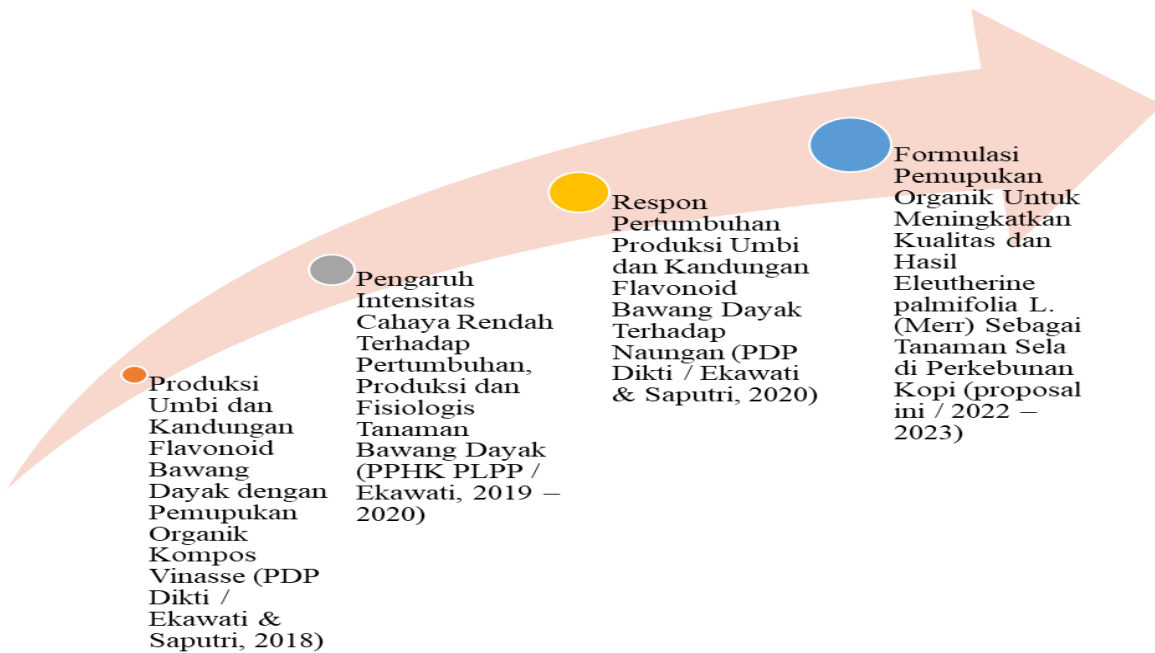 Produksi
Umbi dan
Kandungan
Flavonoid
Bawang
Dayak dengan
Pemupukan
Organik
Kompos
Vinasse (PDP
Dikti /
Ekawati &
Saputri, 2018)
Pengaruh
Intensitas
Cahaya Rendah
Terhadap
Pertumbuhan,
Produksi dan
Fisiologis
Tanaman
Bawang Dayak
(PPHK PLPP /
Ekawati, 2019 –
2020)
Respon
Pertumbuhan
Produksi Umbi
dan Kandungan
Flavonoid
Bawang Dayak
Terhadap
Naungan (PDP
Dikti / Ekawati
& Saputri, 2020)
Formulasi
Pemupukan
Organik Untuk
Meningkatkan
Kualitas dan
Hasil
Eleutherine
palmifolia L.
(Merr) Sebagai
Tanaman Sela
di Perkebunan
Kopi (proposal
ini / 2022 –
2023)